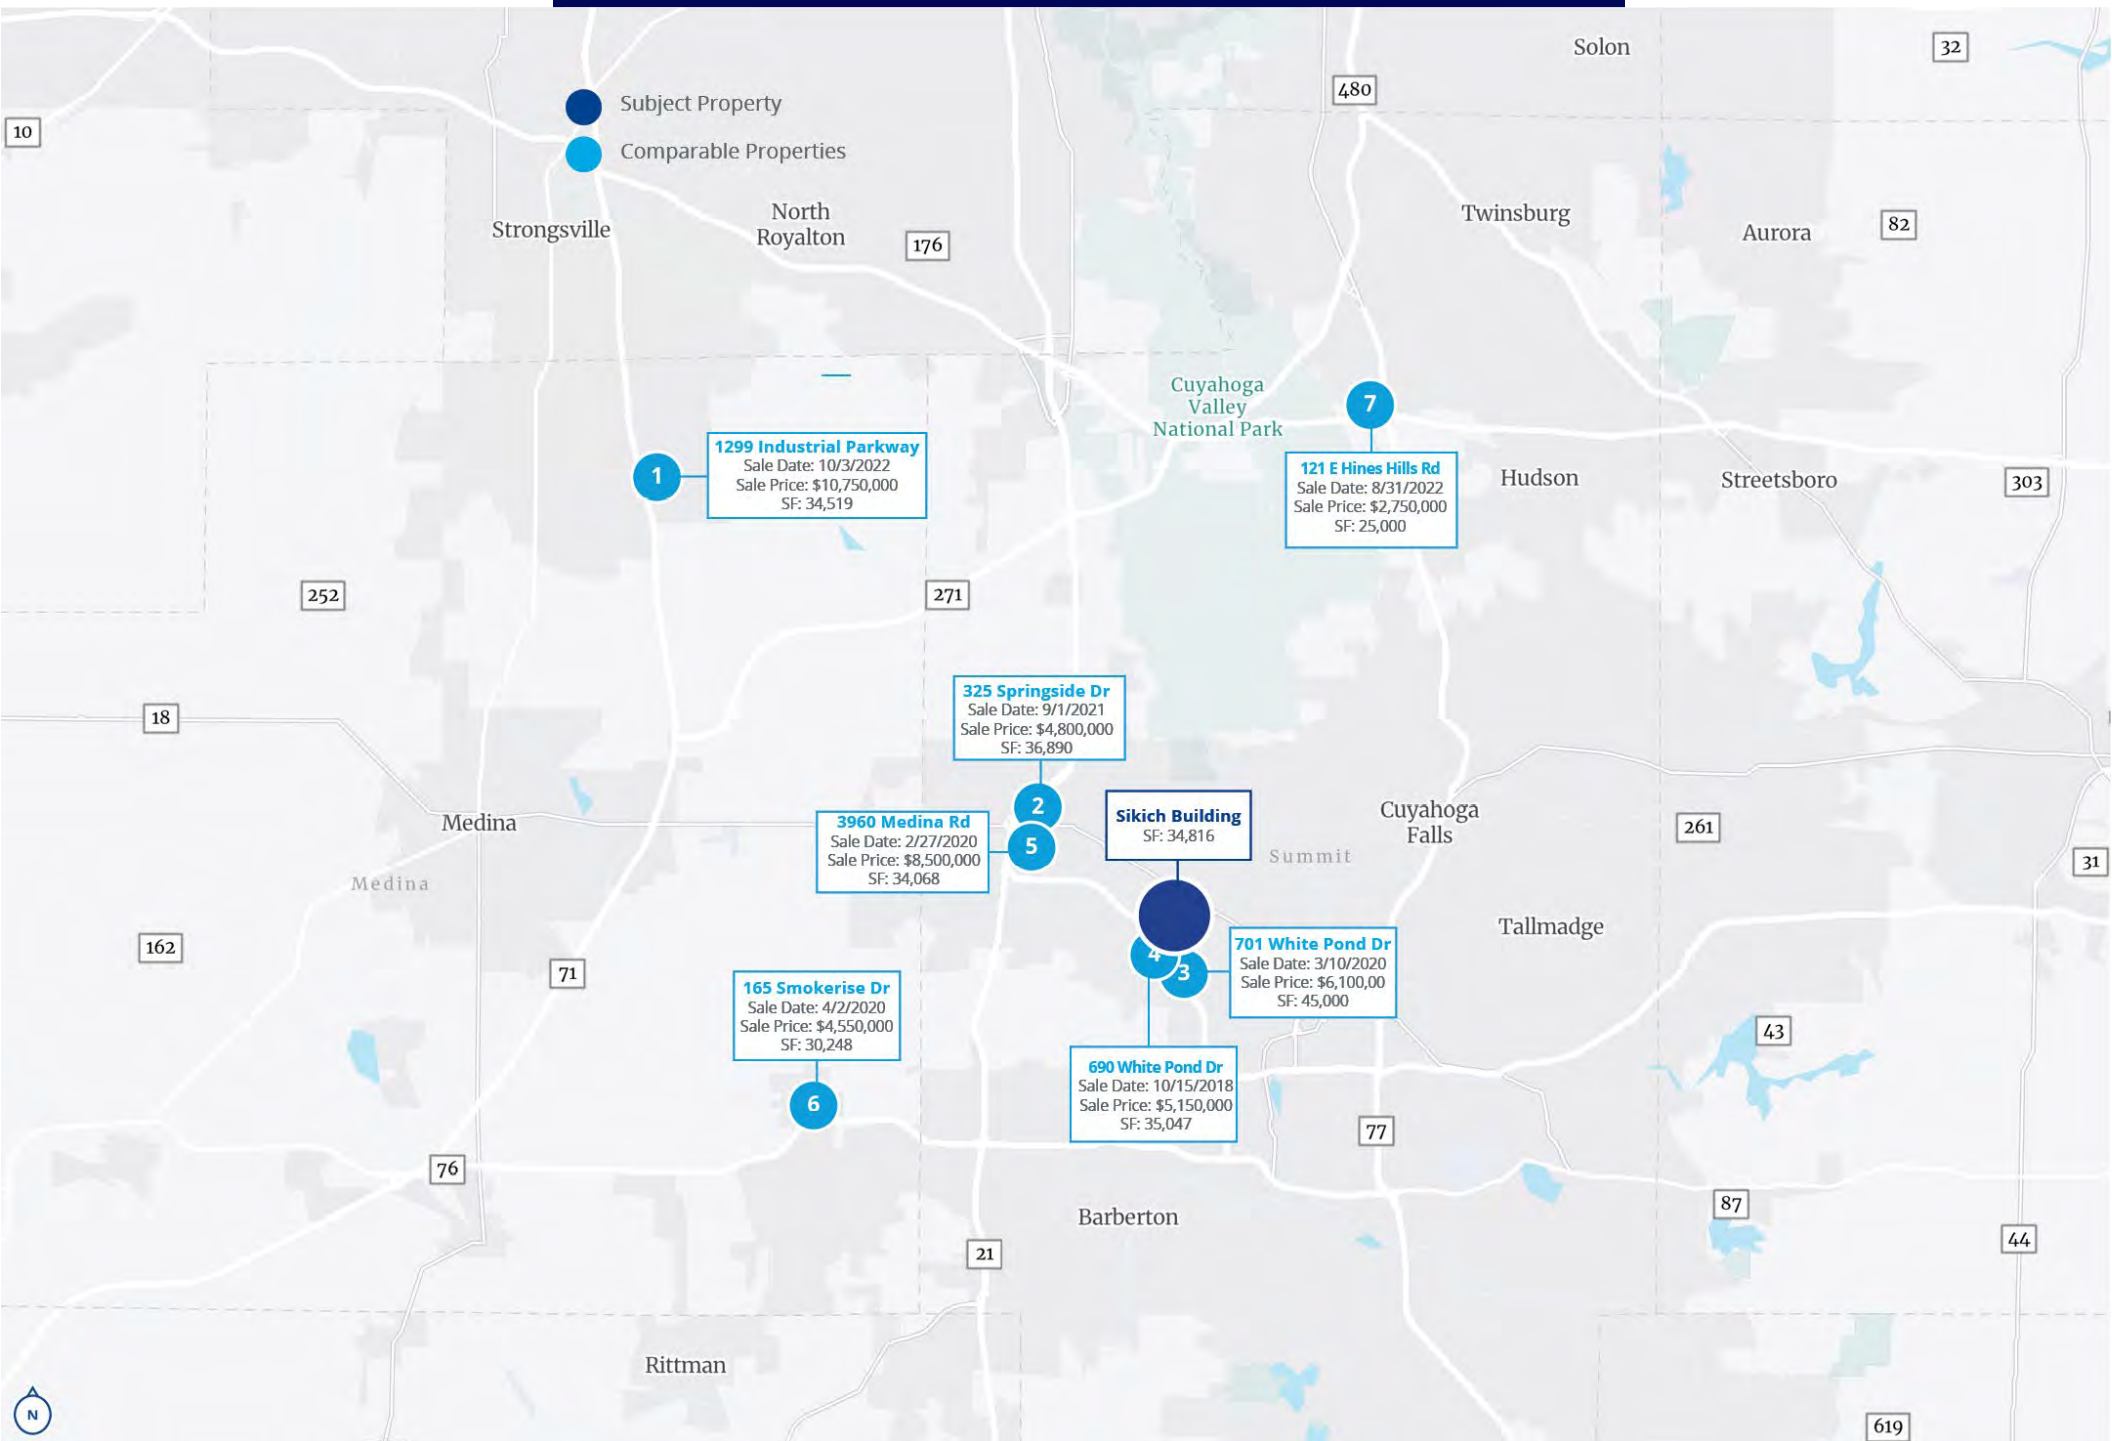 Solon
32
480
Subject Property
10
Comparable Properties
North
Royalton
Strongsville
176
Twinsburg
Aurora
82
Cuyahoga
Valley
National Park
7
1
1299 Industrial Parkway
Sale Date: 10/3/2022
Sale Price: $10,750,000
SF: 34,519
121 E Hines Hills Rd
Sale Date: 8/31/2022
Sale Price: $2,750,000
SF: 25,000
Hudson
Streetsboro
303
252
271
325 Springside Dr
Sale Date: 9/1/2021
Sale Price: $4,800,000
SF: 36,890
18
2
Medina
3960 Medina Rd
Sale Date: 2/27/2020
Sale Price: $8,500,000
SF: 34,068
5
Sikich Building
SF: 34,816
Summit
Cuyahoga
Falls
261
31
Medina
162
71
Tallmadge
4
3
701 White Pond Dr
Sale Date: 3/10/2020
Sale Price: $6,100,00
SF: 45,000
165 Smokerise Dr
Sale Date: 4/2/2020
Sale Price: $4,550,000
SF: 30,248
43
690 White Pond Dr
Sale Date: 10/15/2018
Sale Price: $5,150,000
SF: 35,047
6
77
76
87
Barberton
44
21
Rittman
N
619